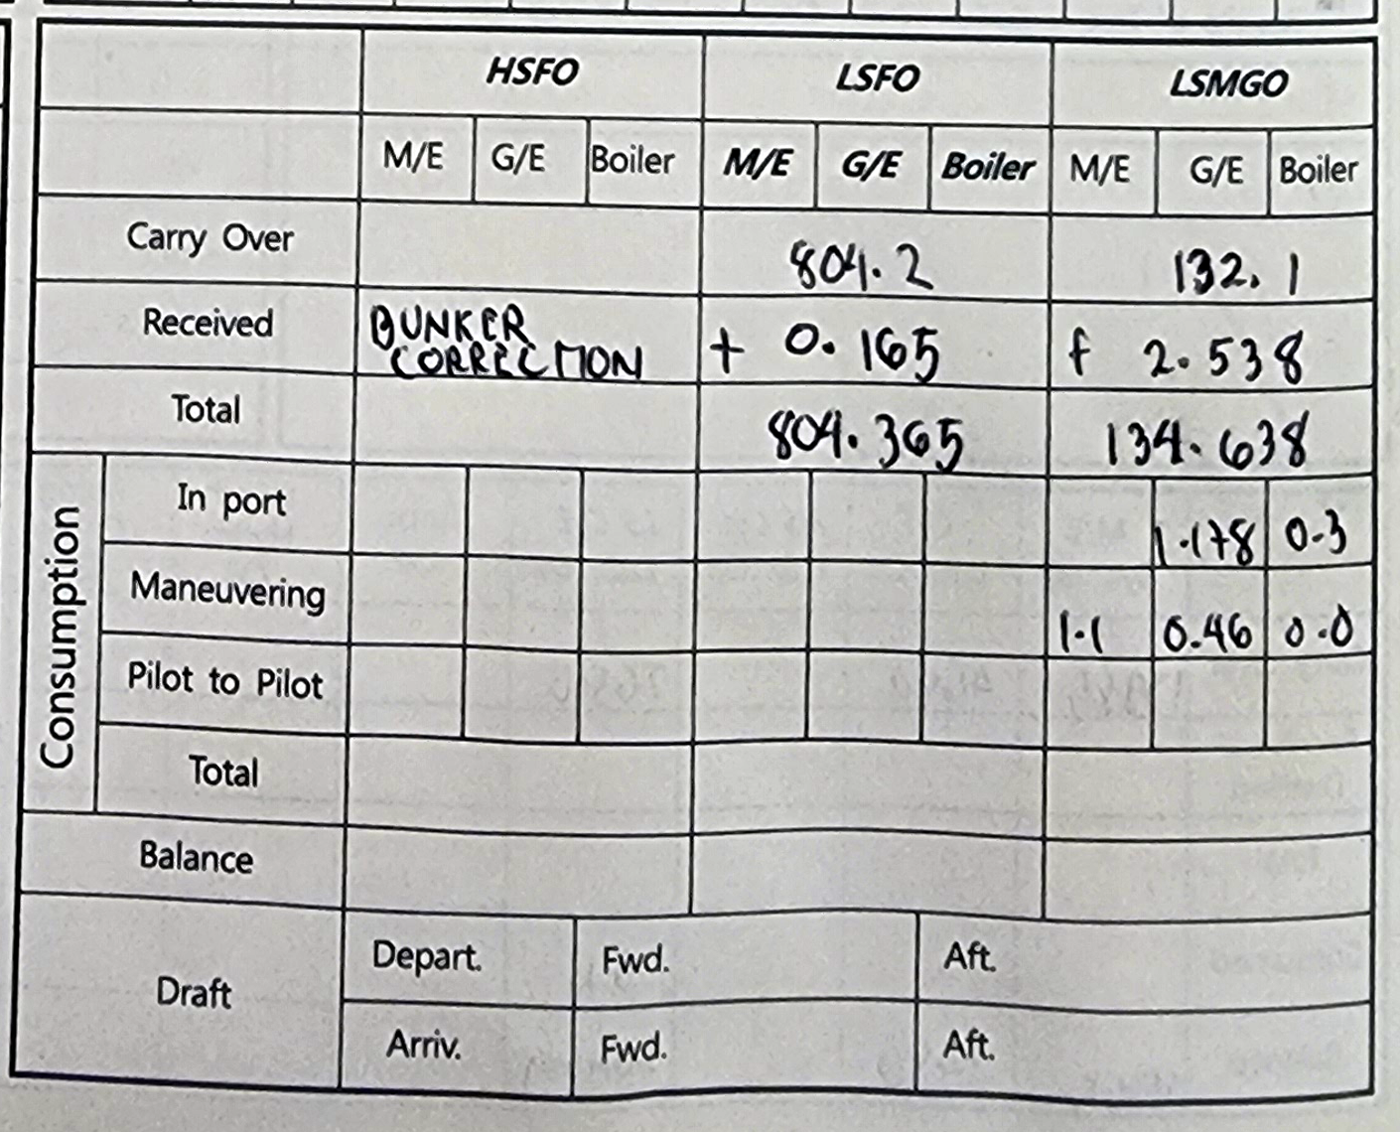 HSFO LSFO LSMGO
M/E G/E Boiler M/E G/E Boiler M/E G/E Boiler
Carry Over 804.2 132.1
Received BUNKER CORRECTION + 0.165 + 2.538
Total 804.365 134.638
Consumption
In port 1.178 0.3
Maneuvering 1.1 0.46 0.0
Pilot to Pilot
Total
Balance
Draft
Depart. Fwd. Aft.
Arriv. Fwd. Aft.